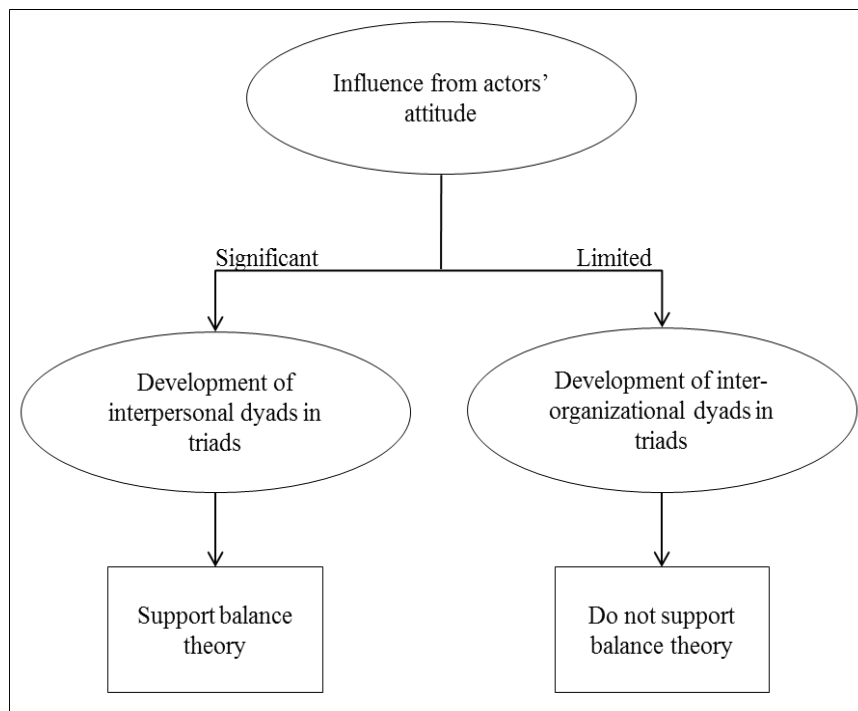 Influence from actors’
attitude
Significant
Limited
Development of
interpersonal dyads in
triads
Development of inter-
organizational dyads in
triads
Support balance
theory
Do not support
balance theory